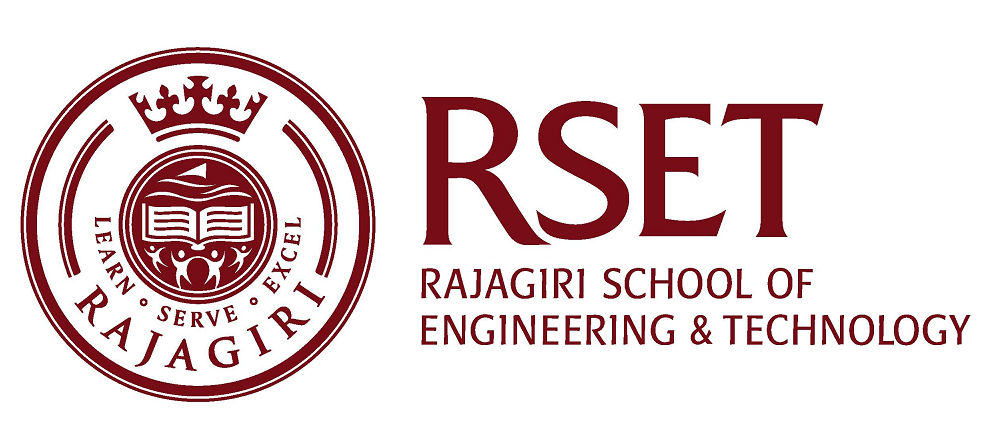 LEARN ∘ SERVE ∘ EXCEL
RAJAGIRI
RSET
RAJAGIRI SCHOOL OF
ENGINEERING & TECHNOLOGY